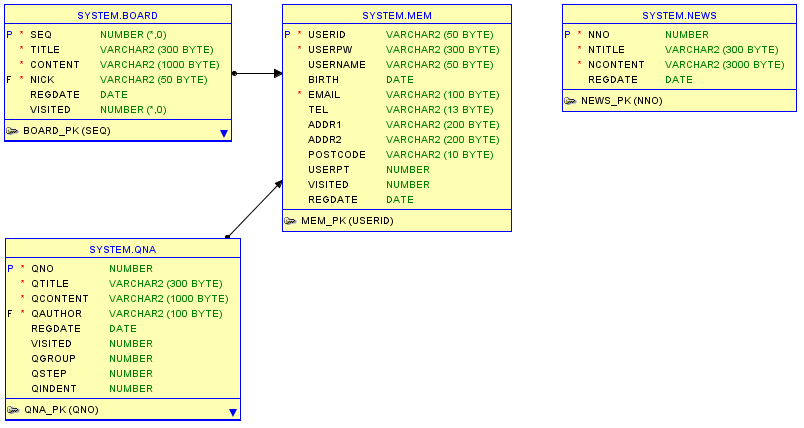 SYSTEM.BOARD
P * SEQ NUMBER (*,0)
* TITLE VARCHAR2 (300 BYTE)
* CONTENT VARCHAR2 (1000 BYTE)
F * NICK VARCHAR2 (50 BYTE)
REGDATE DATE
VISITED NUMBER (*,0)
BOARD_PK (SEQ)
SYSTEM.MEM
P * USERID VARCHAR2 (50 BYTE)
* USERPW VARCHAR2 (300 BYTE)
USERNAME VARCHAR2 (50 BYTE)
BIRTH DATE
* EMAIL VARCHAR2 (100 BYTE)
TEL VARCHAR2 (13 BYTE)
ADDR1 VARCHAR2 (200 BYTE)
ADDR2 VARCHAR2 (200 BYTE)
POSTCODE VARCHAR2 (10 BYTE)
USERPT NUMBER
VISITED NUMBER
REGDATE DATE
MEM_PK (USERID)
SYSTEM.NEWS
P * NNO NUMBER
* NTITLE VARCHAR2 (300 BYTE)
* NCONTENT VARCHAR2 (3000 BYTE)
REGDATE DATE
NEWS_PK (NNO)
SYSTEM.QNA
P * QNO NUMBER
* QTITLE VARCHAR2 (300 BYTE)
* QCONTENT VARCHAR2 (1000 BYTE)
F * QAUTHOR VARCHAR2 (100 BYTE)
REGDATE DATE
VISITED NUMBER
QGROUP NUMBER
QSTEP NUMBER
QINDENT NUMBER
QNA_PK (QNO)